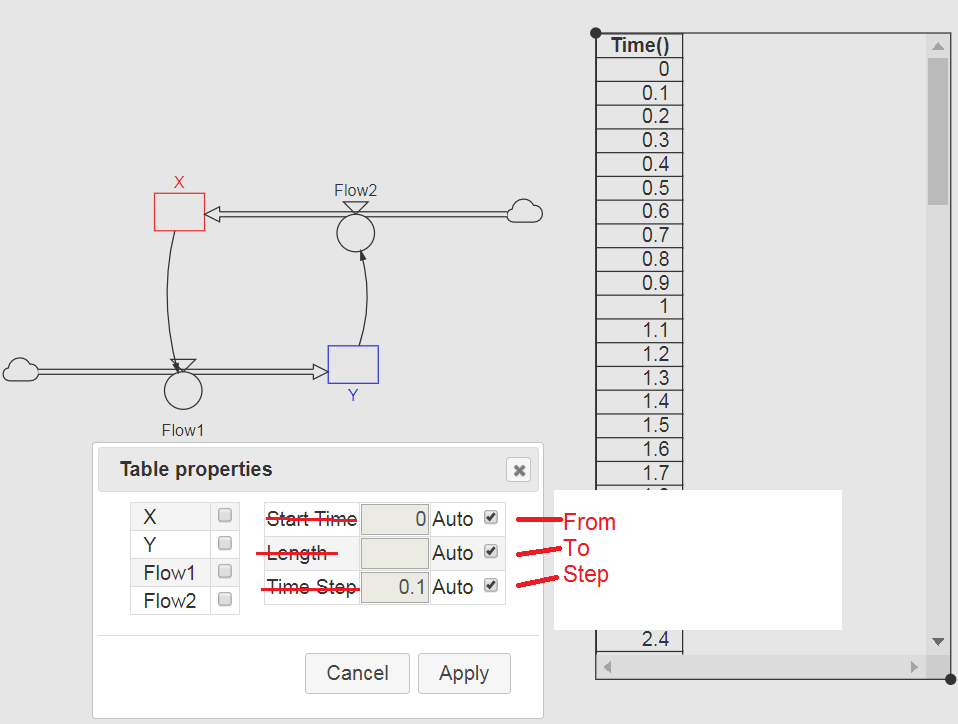 Time()
0
0.1
0.2
0.3
0.4
0.5
0.6
0.7
0.8
0.9
1
1.1
1.2
1.3
1.4
1.5
1.6
1.7
2.4
X
Flow2
Y
Flow1
Table properties
X
Y
Flow1
Flow2
Start Time 0 Auto
Length Auto
Time Step 0.1 Auto
From
To
Step
Cancel Apply